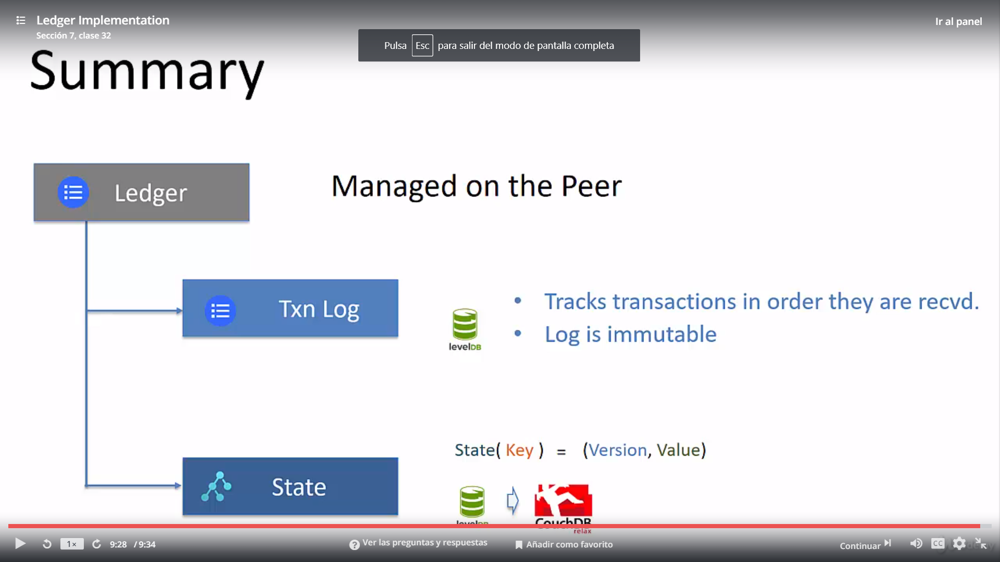 Ledger Implementation
Ir al panel
Sección 7, clase 32
Pulsa Esc para salir del modo de pantalla completa
Summary
Ledger
Managed on the Peer
Txn Log
levelDB
• Tracks transactions in order they are recvd.
• Log is immutable
State( Key ) = (Version, Value)
State
levelDB
CouchDB
relax
1×
9:28 / 9:34
Ver las preguntas y respuestas
Añadir como favorito
Continuar
CC